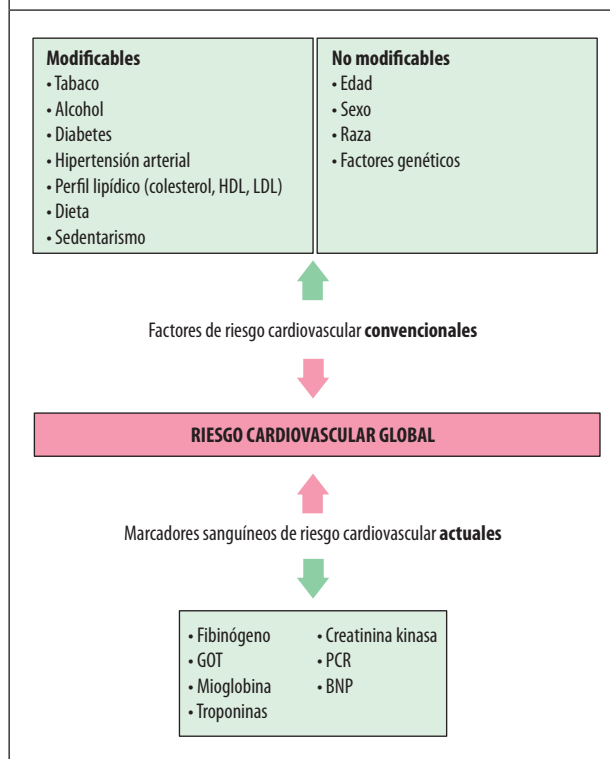 Modificables
• Tabaco
• Alcohol
• Diabetes
• Hipertensión arterial
• Perfil lipídico (colesterol, HDL, LDL)
• Dieta
• Sedentarismo
No modificables
• Edad
• Sexo
• Raza
• Factores genéticos
Factores de riesgo cardiovascular convencionales
RIESGO CARDIOVASCULAR GLOBAL
Marcadores sanguíneos de riesgo cardiovascular actuales
• Fibinógeno
• GOT
• Mioglobina
• Troponinas
• Creatinina kinasa
• PCR
• BNP